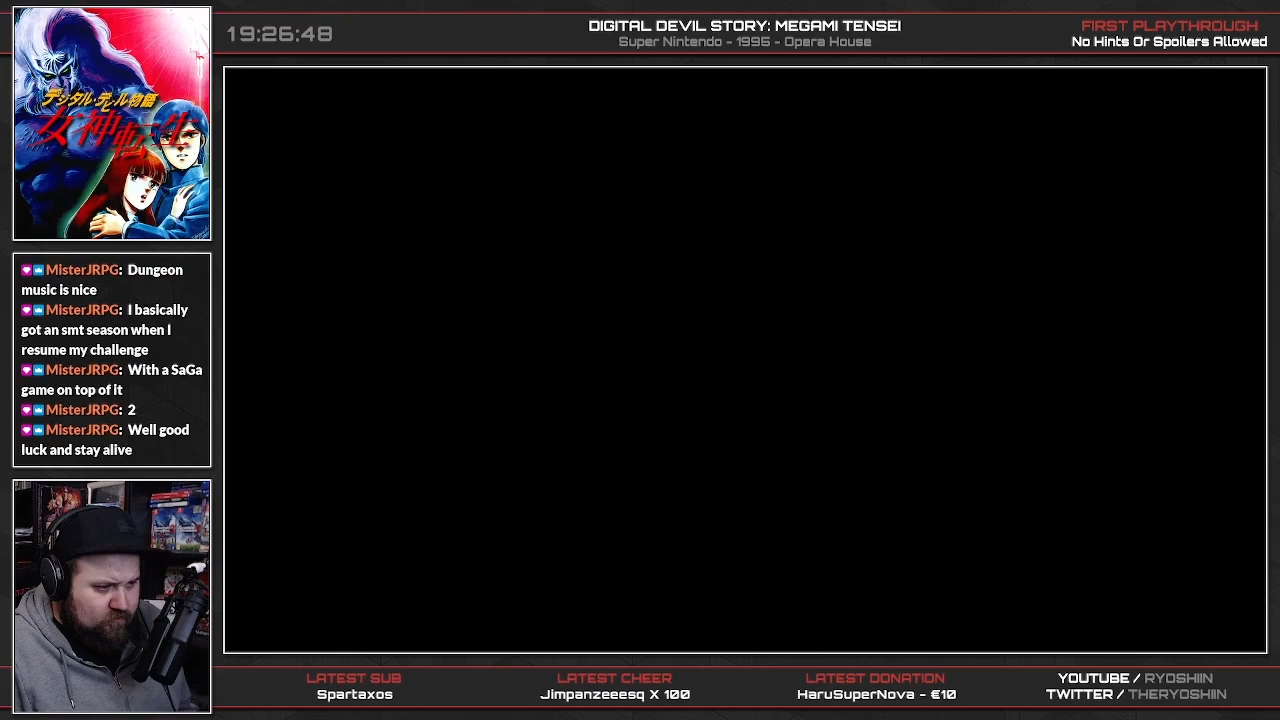 19:26:48
DIGITAL DEVIL STORY: MEGAMI TENSEI
Super Nintendo - 1995 - Opera House
FIRST PLAYTHROUGH
No Hints Or Spoilers Allowed
デジタル・デビル物語
女神転生
MisterJRPG: Dungeon
music is nice
MisterJRPG: I basically
got an smt season when I
resume my challenge
MisterJRPG: With a SaGa
game on top of it
MisterJRPG: 2
MisterJRPG: Well good
luck and stay alive
LATEST SUB
Spartaxos
LATEST CHEER
Jimpanzeeesq X 100
LATEST DONATION
HaruSuperNova - €10
YOUTUBE / RYOSHIIN
TWITTER / THERYOSHIIN